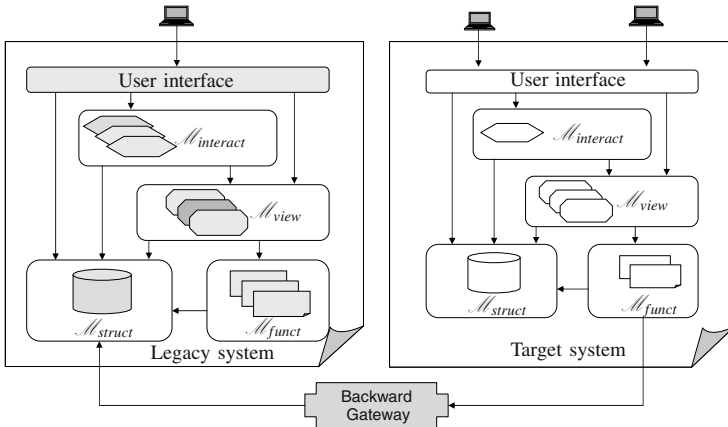 User interface
ℳinteract
ℳview
ℳstruct
ℳfunct
Legacy system
User interface
ℳinteract
ℳview
ℳstruct
ℳfunct
Target system
Backward
Gateway